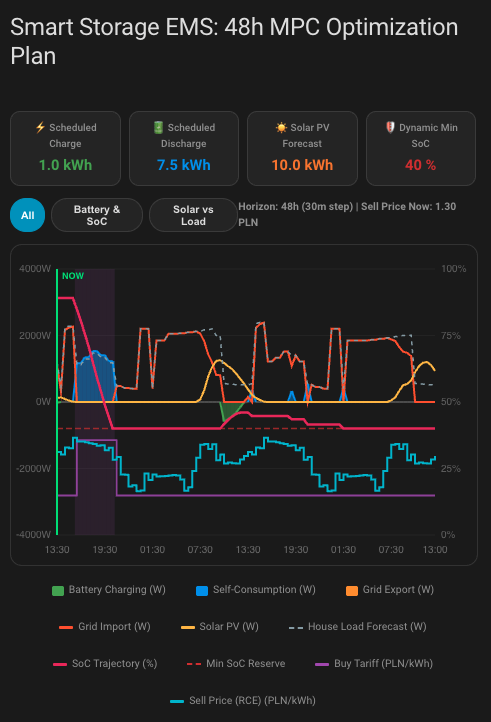 Smart Storage EMS: 48h MPC Optimization
Plan
⚡ Scheduled
Charge
1.0 kWh
🔋 Scheduled
Discharge
7.5 kWh
☀️ Solar PV
Forecast
10.0 kWh
🛡️ Dynamic Min
SoC
40 %
All
Battery &
SoC
Solar vs
Load
Horizon: 48h (30m step) | Sell Price Now: 1.30
PLN
4000W
100%
NOW
2000W
75%
0W
50%
-2000W
25%
-4000W
0%
13:30 19:30 01:30 07:30 13:30 19:30 01:30 07:30 13:00
Battery Charging (W)
Self-Consumption (W)
Grid Export (W)
Grid Import (W)
Solar PV (W)
House Load Forecast (W)
SoC Trajectory (%)
Min SoC Reserve
Buy Tariff (PLN/kWh)
Sell Price (RCE) (PLN/kWh)